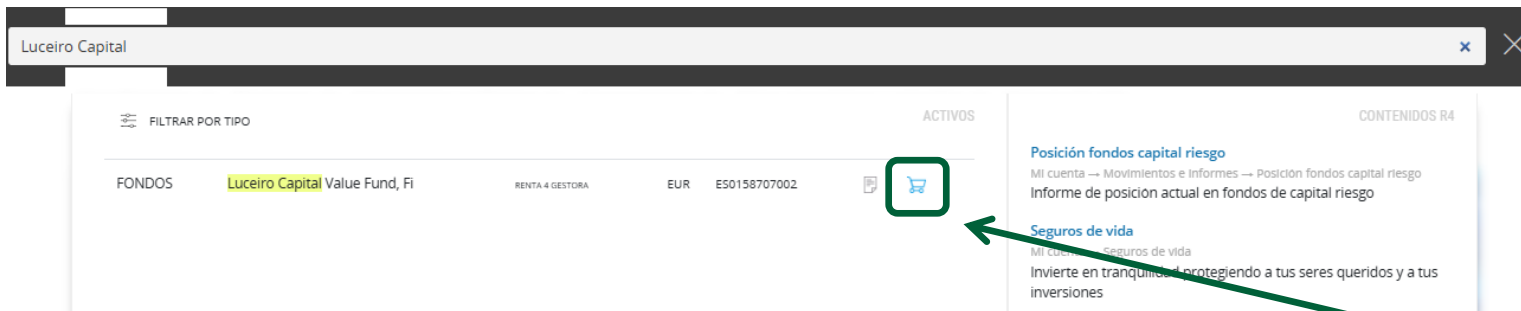 Luceiro Capital
FILTRAR POR TIPO
ACTIVOS
FONDOS Luceiro Capital Value Fund, Fi RENTA 4 GESTORA EUR ES0158707002
CONTENIDOS R4
Posición fondos capital riesgo
Mi cuenta → Movimientos e Informes → Posición fondos capital riesgo
Informe de posición actual en fondos de capital riesgo
Seguros de vida
Mi cuenta → Seguros de vida
Invierte en tranquilidad protegiendo a tus seres queridos y a tus
inversiones